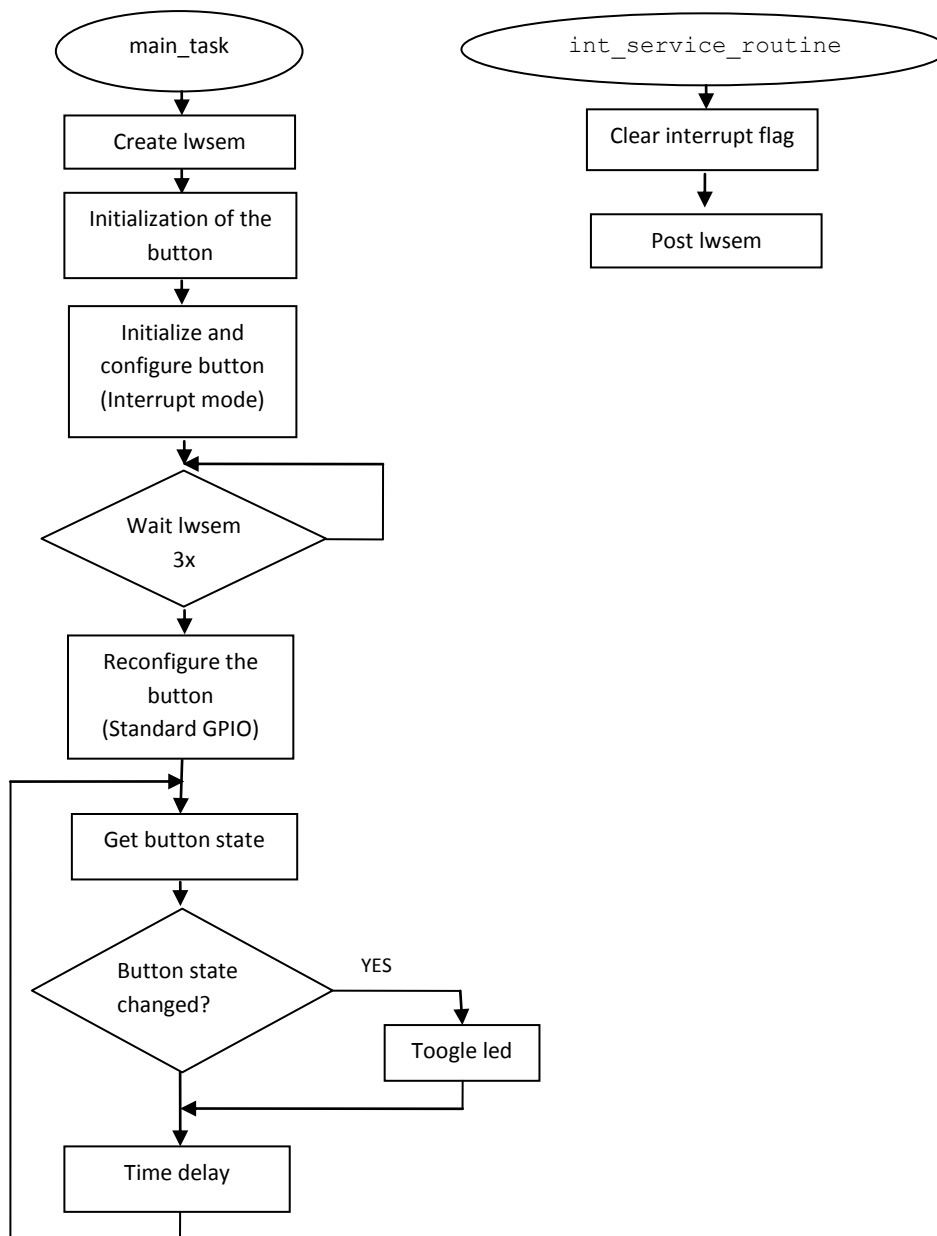 main_task
Create lwsem
Initialization of the
button
Initialize and
configure button
(Interrupt mode)
Wait lwsem
3x
Reconfigure the
button
(Standard GPIO)
Get button state
Button state
changed?
YES
Toogle led
Time delay
int_service_routine
Clear interrupt flag
Post lwsem